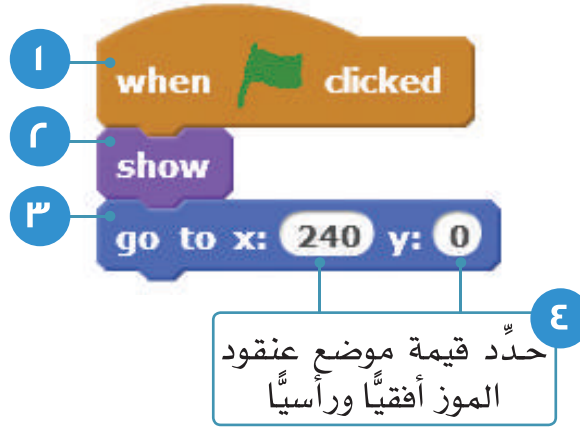 ١
when clicked
٢
show
٣
go to x: 240 y: 0
٤
حدِّد قيمة موضع عنقود
الموز أفقيًّا ورأسيًّا